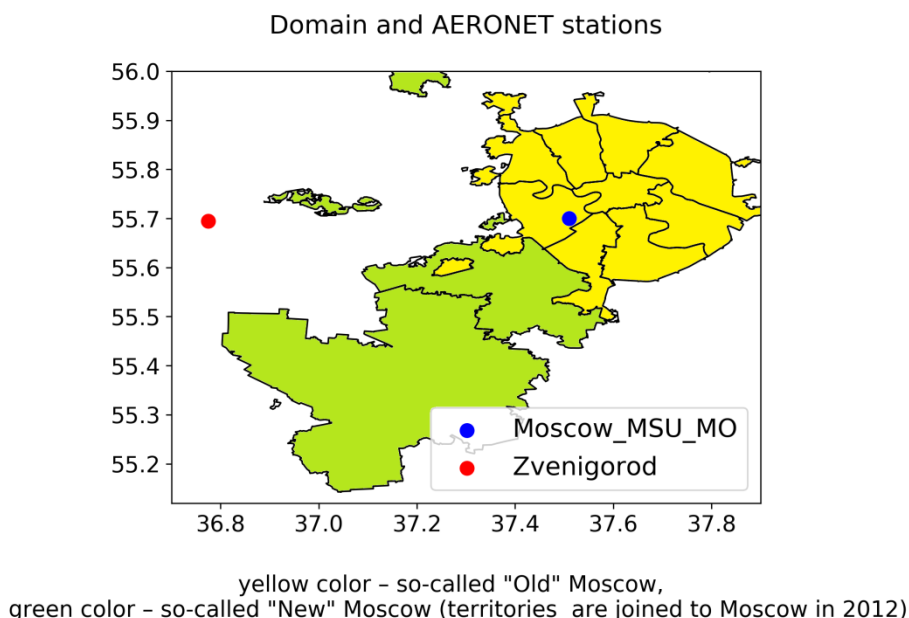 Domain and AERONET stations
56.0
55.9
55.8
55.7
55.6
55.5
55.4
55.3
55.2
Moscow_MSU_MO
Zvenigorod
36.8 37.0 37.2 37.4 37.6 37.8
yellow color – so-called "Old" Moscow,
green color – so-called "New" Moscow (territories  are joined to Moscow in 2012)